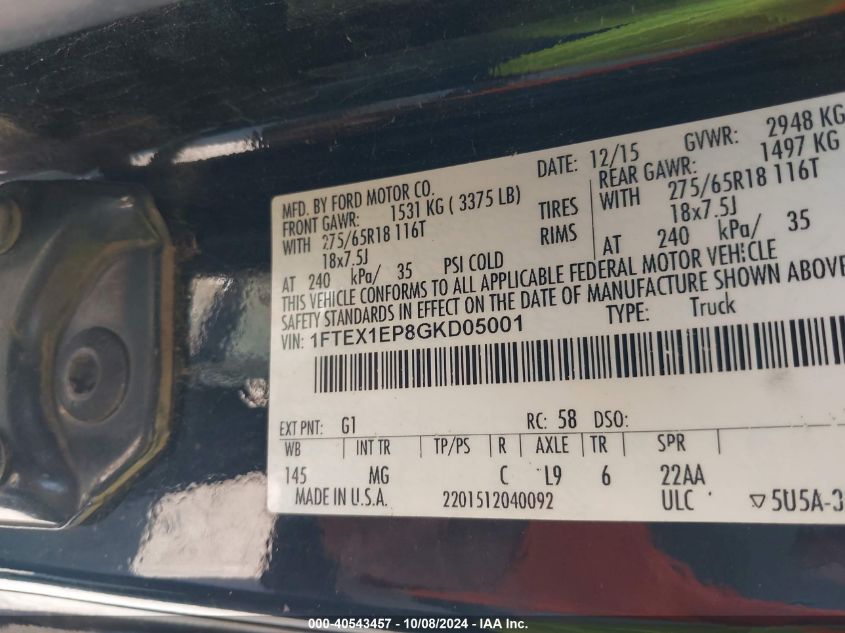 MFD. BY FORD MOTOR CO. DATE: 12/15 GVWR: 2948 KG
FRONT GAWR: 1531 KG ( 3375 LB) REAR GAWR: 1497 KG
WITH 275/65R18 116T TIRES WITH 275/65R18 116T
18x7.5J RIMS 18x7.5J
AT 240 kPa/ 35 PSI COLD AT 240 kPa/ 35
THIS VEHICLE CONFORMS TO ALL APPLICABLE FEDERAL MOTOR VEHICLE
SAFETY STANDARDS IN EFFECT ON THE DATE OF MANUFACTURE SHOWN ABOVE
VIN: 1FTEX1EP8GKD05001 TYPE: Truck
EXT PNT: G1 RC: 58 DSO:
WB INT TR TP/PS R AXLE TR SPR
145 MG C L9 6 22AA
MADE IN U.S.A. 2201512040092 ULC 5U5A-3
000-40543457 - 10/08/2024 - IAA, Inc.